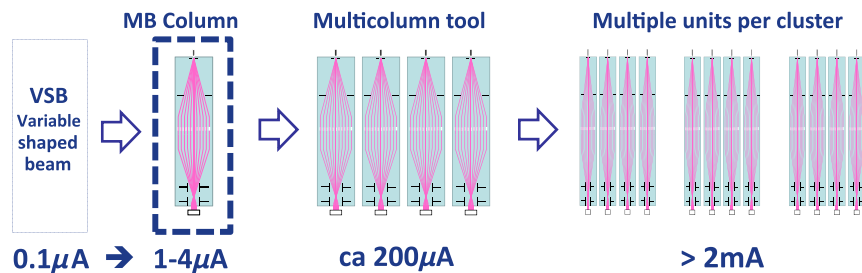 MB Column
Multicolumn tool
Multiple units per cluster
VSB
Variable
shaped
beam
0.1μA ➔ 1-4μA
ca 200μA
> 2mA